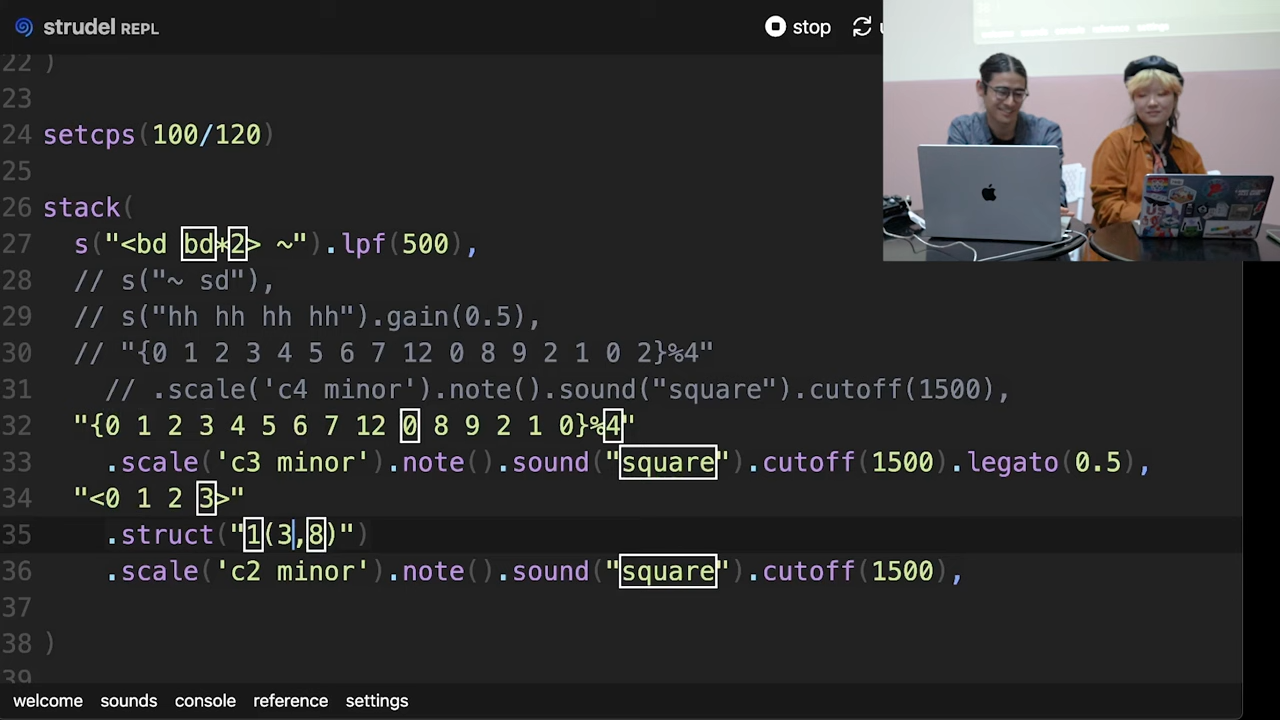 strudel REPL
stop
22 )
23
24 setcps(100/120)
25
26 stack(
27 s("<bd bd*2> ~").lpf(500),
28 // s("~ sd"),
29 // s("hh hh hh hh").gain(0.5),
30 // "{0 1 2 3 4 5 6 7 12 0 8 9 2 1 0 2}%4"
31 // .scale('c4 minor').note().sound("square").cutoff(1500),
32 "{0 1 2 3 4 5 6 7 12 0 8 9 2 1 0}%4"
33 .scale('c3 minor').note().sound("square").cutoff(1500).legato(0.5),
34 "<0 1 2 3>"
35 .struct("1(3,8)")
36 .scale('c2 minor').note().sound("square").cutoff(1500),
37
38 )
39
welcome sounds console reference settings